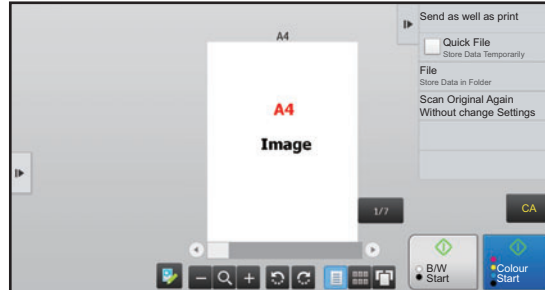 A4
A4
Image
1/7
Send as well as print
Quick File
Store Data Temporarily
File
Store Data in Folder
Scan Original Again
Without change Settings
CA
B/W
Start
Colour
Start